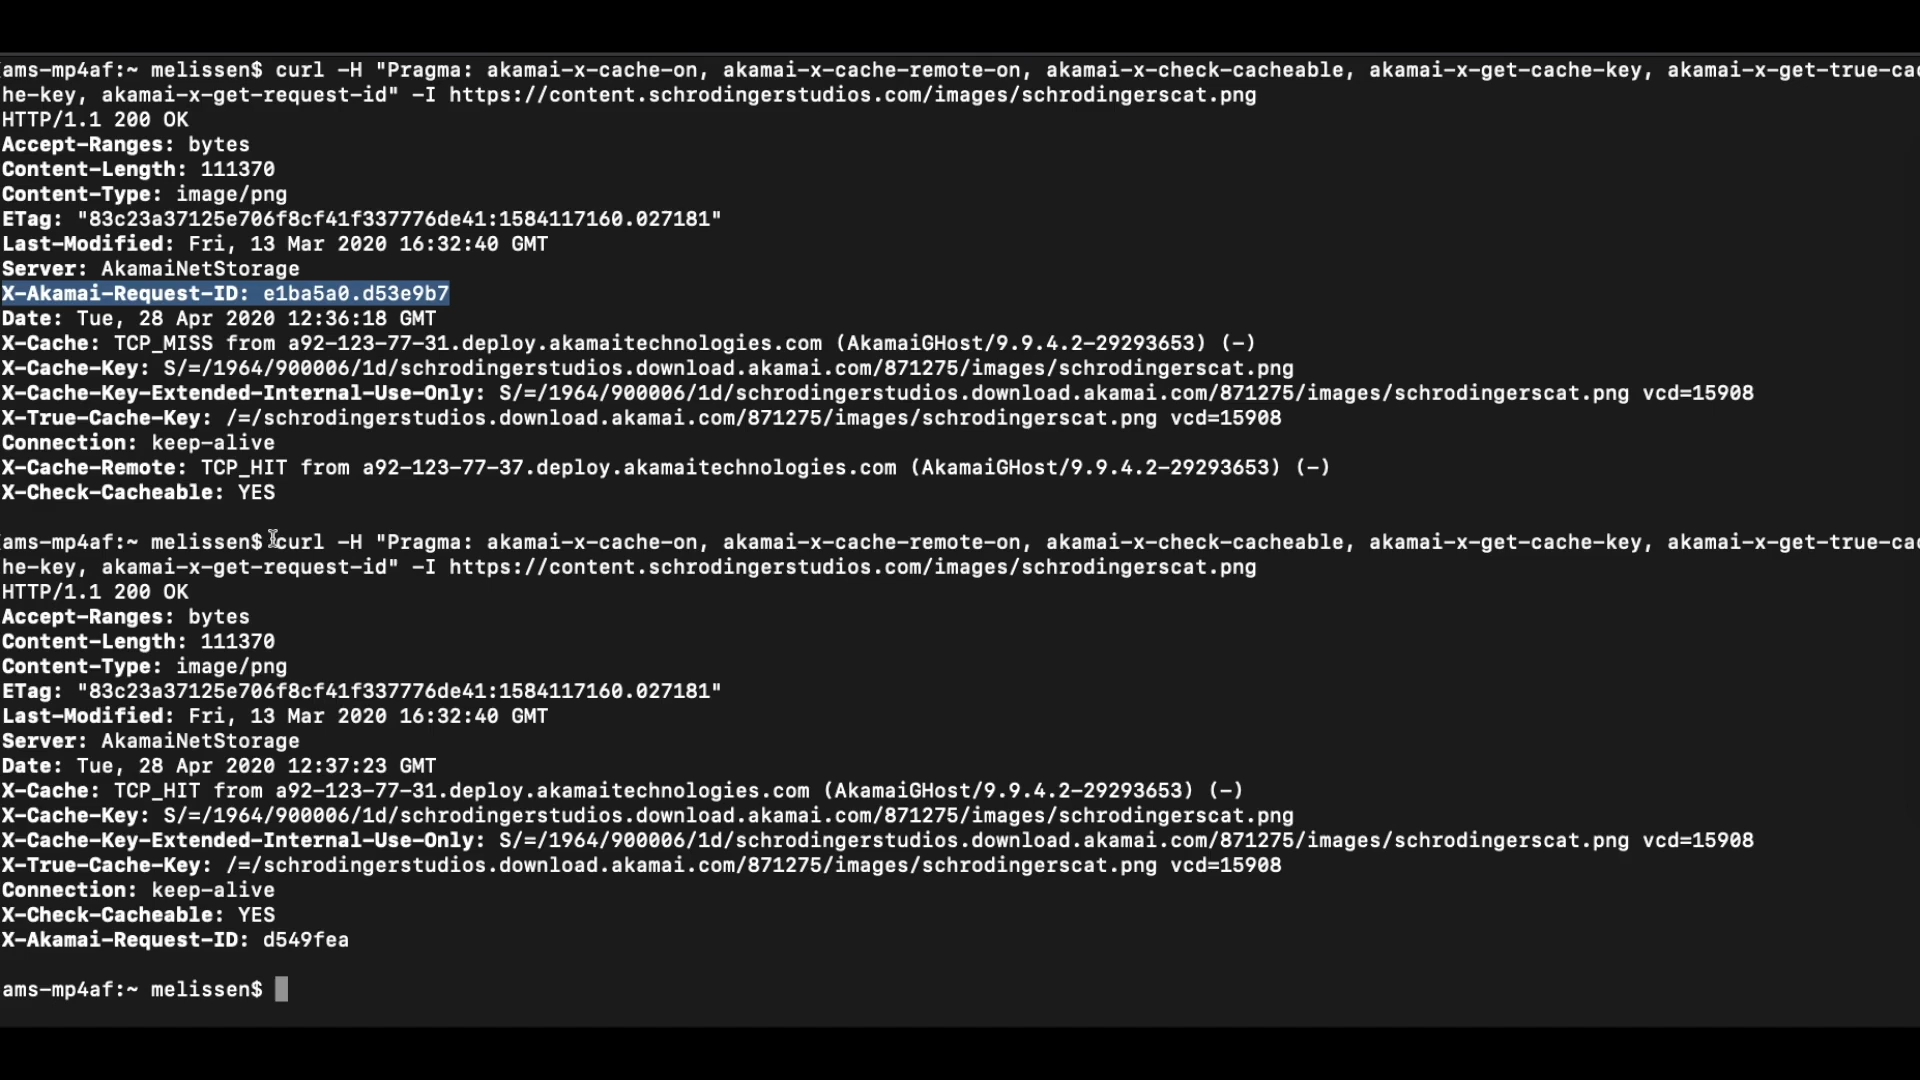 ams-mp4af:~ melissen$ curl -H "Pragma: akamai-x-cache-on, akamai-x-cache-remote-on, akamai-x-check-cacheable, akamai-x-get-cache-key, akamai-x-get-true-cac
he-key, akamai-x-get-request-id" -I https://content.schrodingerstudios.com/images/schrodingerscat.png
HTTP/1.1 200 OK
Accept-Ranges: bytes
Content-Length: 111370
Content-Type: image/png
ETag: "83c23a37125e706f8cf41f337776de41:1584117160.027181"
Last-Modified: Fri, 13 Mar 2020 16:32:40 GMT
Server: AkamaiNetStorage
X-Akamai-Request-ID: e1ba5a0.d53e9b7
Date: Tue, 28 Apr 2020 12:36:18 GMT
X-Cache: TCP_MISS from a92-123-77-31.deploy.akamaitechnologies.com (AkamaiGHost/9.9.4.2-29293653) (-)
X-Cache-Key: S/=/1964/900006/1d/schrodingerstudios.download.akamai.com/871275/images/schrodingerscat.png
X-Cache-Key-Extended-Internal-Use-Only: S/=/1964/900006/1d/schrodingerstudios.download.akamai.com/871275/images/schrodingerscat.png vcd=15908
X-True-Cache-Key: /=/schrodingerstudios.download.akamai.com/871275/images/schrodingerscat.png vcd=15908
Connection: keep-alive
X-Cache-Remote: TCP_HIT from a92-123-77-37.deploy.akamaitechnologies.com (AkamaiGHost/9.9.4.2-29293653) (-)
X-Check-Cacheable: YES
ams-mp4af:~ melissen$ curl -H "Pragma: akamai-x-cache-on, akamai-x-cache-remote-on, akamai-x-check-cacheable, akamai-x-get-cache-key, akamai-x-get-true-cac
he-key, akamai-x-get-request-id" -I https://content.schrodingerstudios.com/images/schrodingerscat.png
HTTP/1.1 200 OK
Accept-Ranges: bytes
Content-Length: 111370
Content-Type: image/png
ETag: "83c23a37125e706f8cf41f337776de41:1584117160.027181"
Last-Modified: Fri, 13 Mar 2020 16:32:40 GMT
Server: AkamaiNetStorage
Date: Tue, 28 Apr 2020 12:37:23 GMT
X-Cache: TCP_HIT from a92-123-77-31.deploy.akamaitechnologies.com (AkamaiGHost/9.9.4.2-29293653) (-)
X-Cache-Key: S/=/1964/900006/1d/schrodingerstudios.download.akamai.com/871275/images/schrodingerscat.png
X-Cache-Key-Extended-Internal-Use-Only: S/=/1964/900006/1d/schrodingerstudios.download.akamai.com/871275/images/schrodingerscat.png vcd=15908
X-True-Cache-Key: /=/schrodingerstudios.download.akamai.com/871275/images/schrodingerscat.png vcd=15908
Connection: keep-alive
X-Check-Cacheable: YES
X-Akamai-Request-ID: d549fea
ams-mp4af:~ melissen$